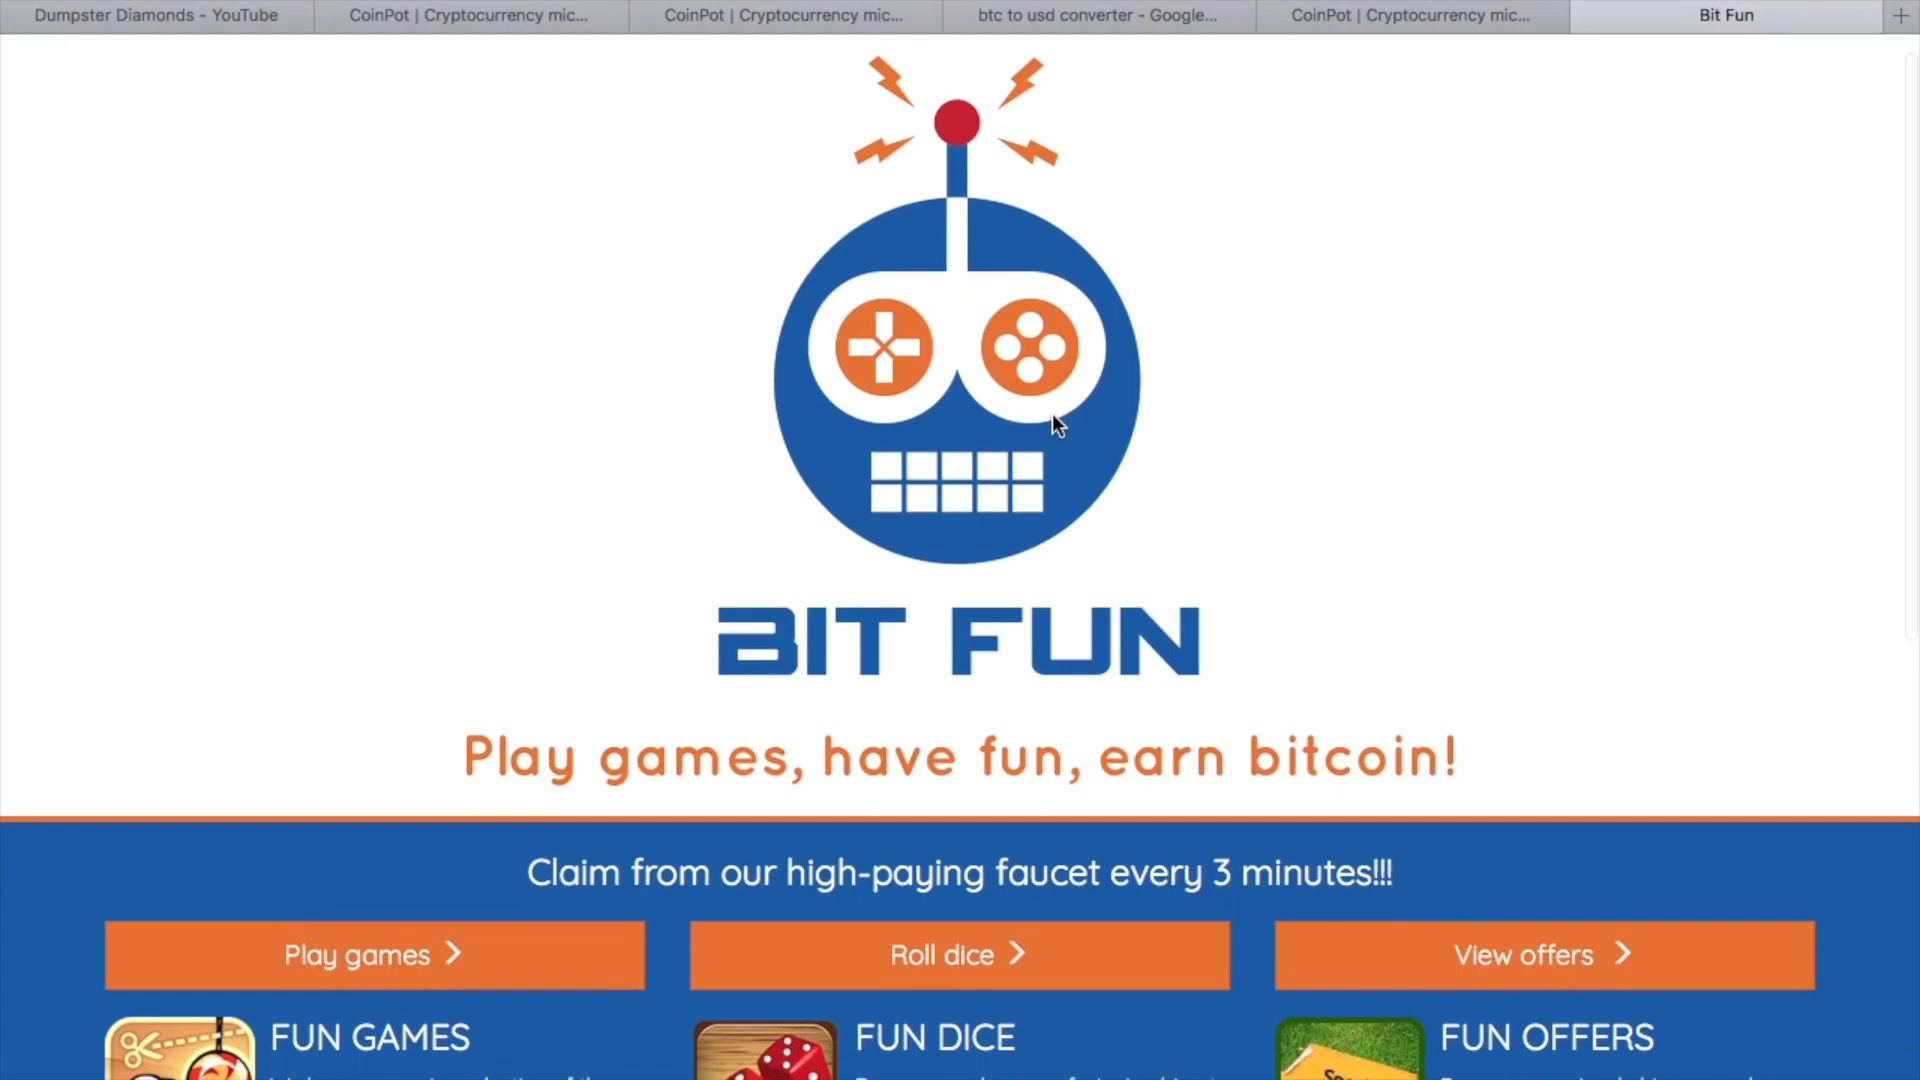 Dumpster Diamonds - YouTube
CoinPot | Cryptocurrency mic...
CoinPot | Cryptocurrency mic...
btc to usd converter - Google...
CoinPot | Cryptocurrency mic...
Bit Fun
BIT FUN
Play games, have fun, earn bitcoin!
Claim from our high-paying faucet every 3 minutes!!!
Play games
Roll dice
View offers
FUN GAMES
FUN DICE
FUN OFFERS